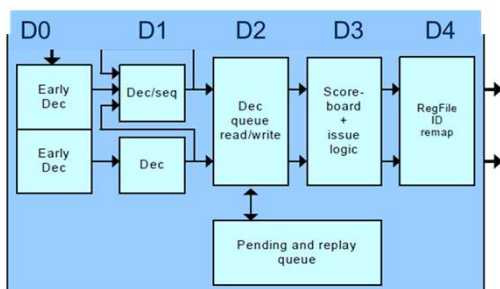 D0 D1 D2 D3 D4
Early
Dec
Dec/seq
Early
Dec
Dec
Dec
queue
read/write
Score-
board
+
issue
logic
RegFile
ID
remap
Pending and replay
queue